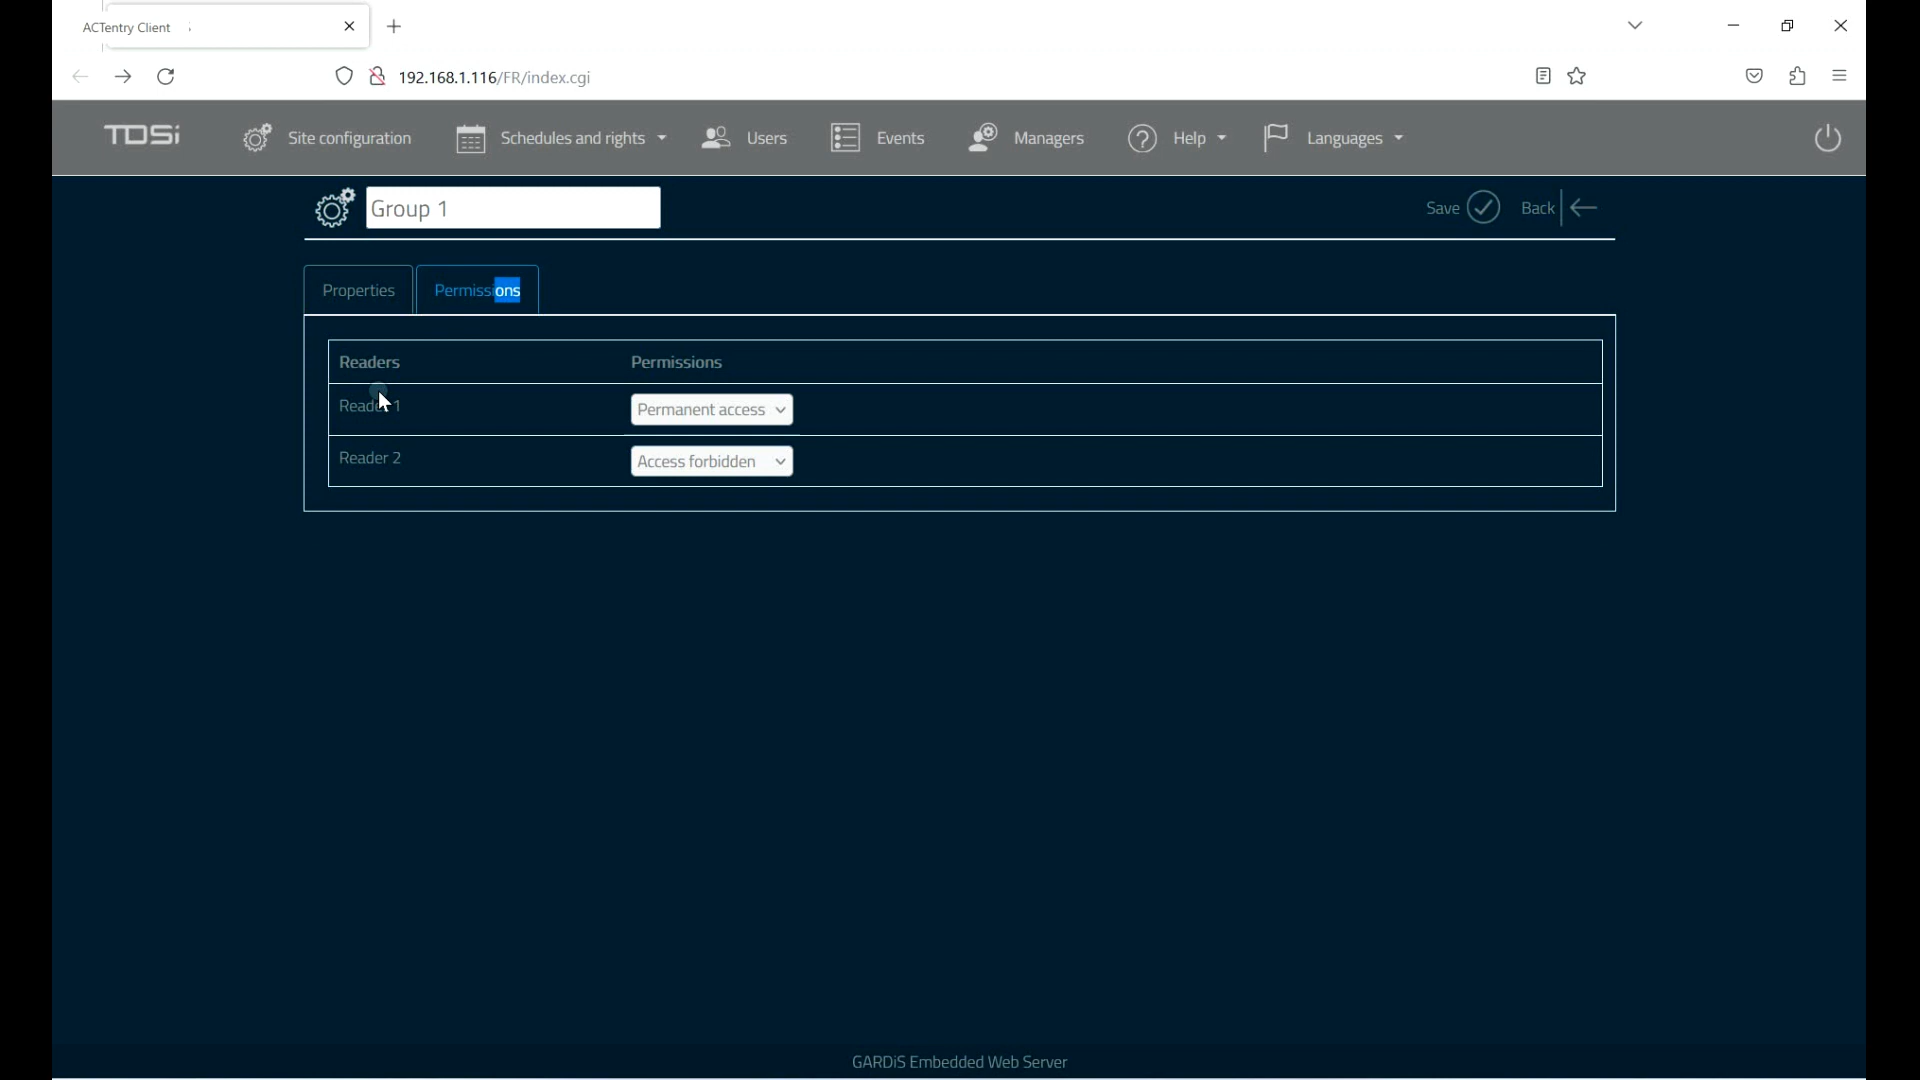 ACTentry Client
192.168.1.116/FR/index.cgi
TDSi Site configuration Schedules and rights Users Events Managers Help Languages
Group 1 Save Back
Properties Permissions
Readers Permissions
Reader 1 Permanent access
Reader 2 Access forbidden
GARDiS Embedded Web Server